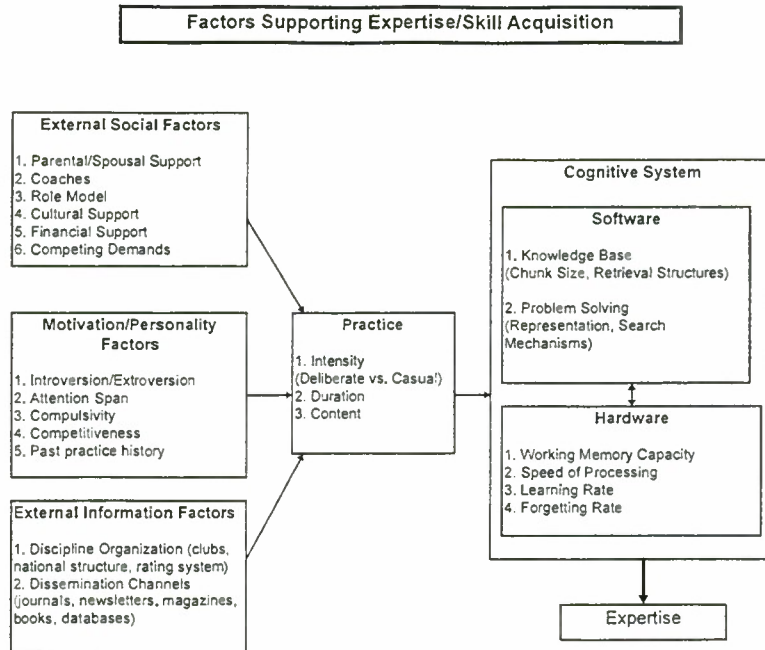 Factors Supporting Expertise/Skill Acquisition
External Social Factors
1. Parental/Spousal Support
2. Coaches
3. Role Model
4. Cultural Support
5. Financial Support
6. Competing Demands
Motivation/Personality
Factors
1. Introversion/Extroversion
2. Attention Span
3. Compulsivity
4. Competitiveness
5. Past practice history
External Information Factors
1. Discipline Organization (clubs,
national structure, rating system)
2. Dissemination Channels
(journals, newsletters, magazines,
books, databases)
Practice
1. Intensity
(Deliberate vs. Casual)
2. Duration
3. Content
Cognitive System
Software
1. Knowledge Base
(Chunk Size, Retrieval Structures)
2. Problem Solving
(Representation, Search
Mechanisms)
Hardware
1. Working Memory Capacity
2. Speed of Processing
3. Learning Rate
4. Forgetting Rate
Expertise